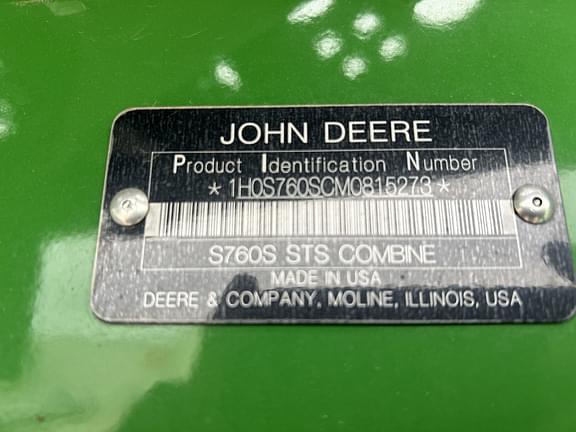 JOHN DEERE
Product Identification Number
*1H0S760SCM0815273*
S760S STS COMBINE
MADE IN USA
DEERE & COMPANY, MOLINE, ILLINOIS, USA